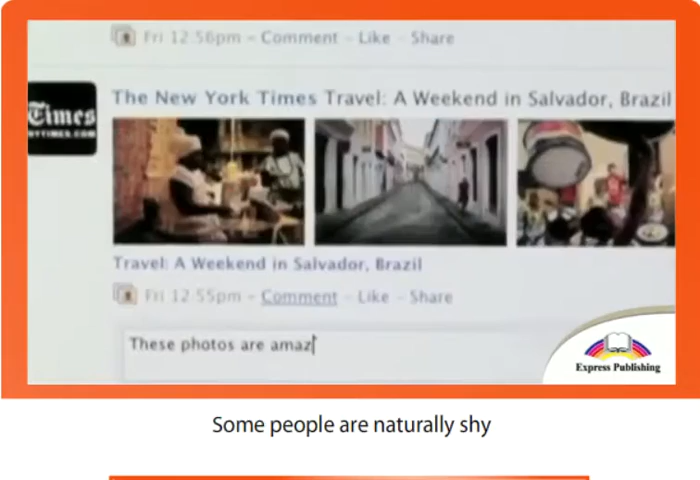 Fri 12:56pm - Comment - Like - Share
The New York Times Travel: A Weekend in Salvador, Brazil
Times
NYTIMES.COM
Travel: A Weekend in Salvador, Brazil
Fri 12:55pm - Comment - Like - Share
These photos are amaz
Express Publishing
Some people are naturally shy